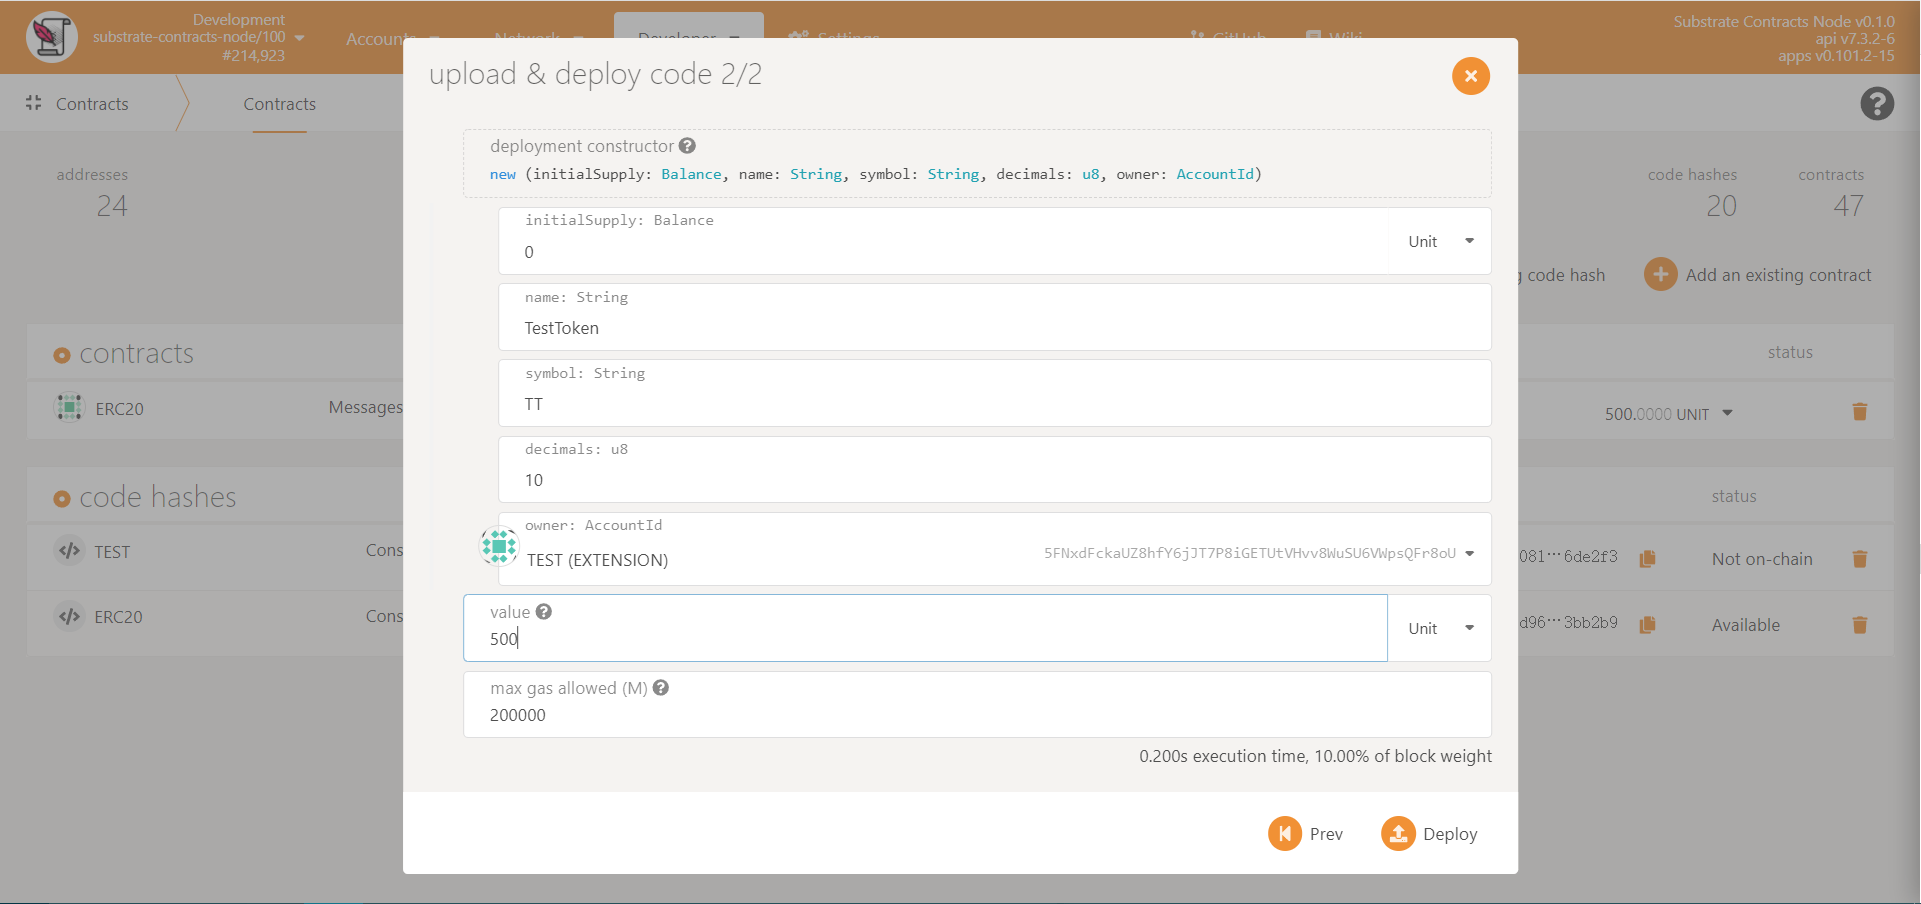 Development
substrate-contracts-node/100
#214,923
Accounts
Network
Developer
Settings
GitHub
Wiki
Substrate Contracts Node v0.1.0
api v7.3.2-6
apps v0.101.2-15
Contracts
Contracts
addresses
24
code hashes
20
contracts
47
code hash
Add an existing contract
contracts
status
ERC20
Messages
500.0000 UNIT
code hashes
status
TEST
Cons
081···6de2f3
Not on-chain
ERC20
Cons
d96···3bb2b9
Available
upload & deploy code 2/2
deployment constructor
new (initialSupply: Balance, name: String, symbol: String, decimals: u8, owner: AccountId)
initialSupply: Balance
0
Unit
name: String
TestToken
symbol: String
TT
decimals: u8
10
owner: AccountId
TEST (EXTENSION)
5FNxdFckaUZ8hfY6jJT7P8iGETUtVHvv8WuSU6VWpsQFr8oU
value
500
Unit
max gas allowed (M)
200000
0.200s execution time, 10.00% of block weight
Prev
Deploy